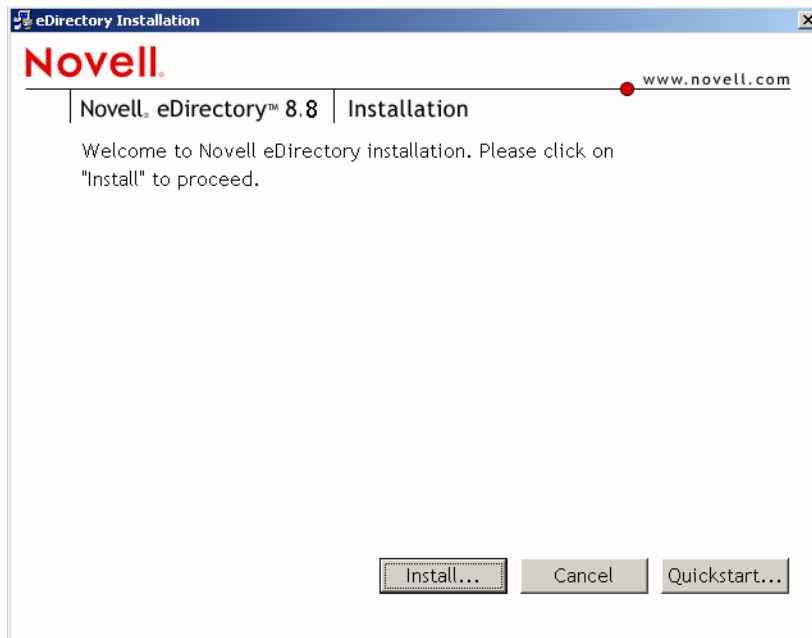 eDirectory Installation
Novell®
www.novell.com
Novell® eDirectory™ 8.8 Installation
Welcome to Novell eDirectory installation. Please click on
"Install" to proceed.
Install... Cancel Quickstart...